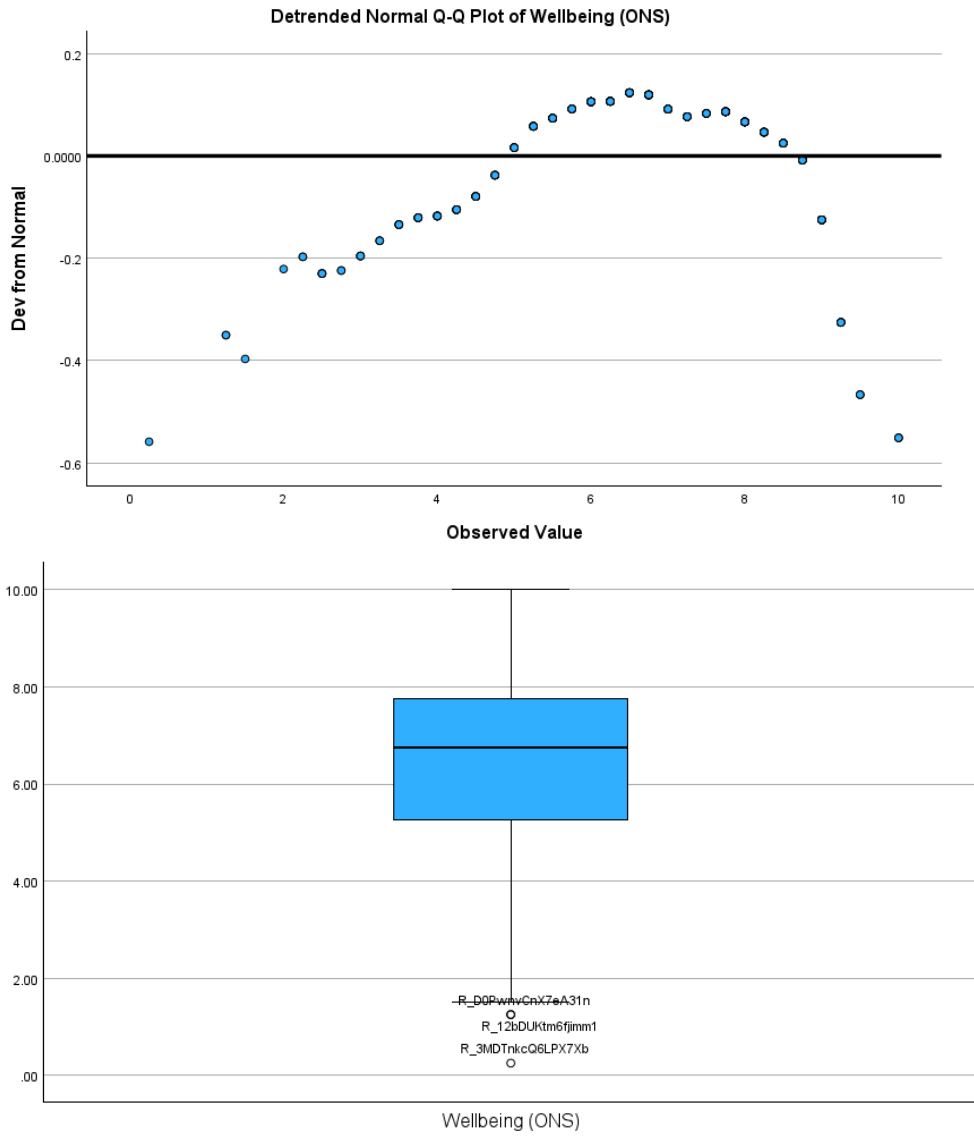 Detrended Normal Q-Q Plot of Wellbeing (ONS)
0.2
0.0000
-0.2
-0.4
-0.6
Dev from Normal
0 2 4 6 8 10
Observed Value
10.00
8.00
6.00
4.00
2.00
R_D0PwnvCnX7eA31n
R_12bDUKtm6fjimm1
R_3MDTnkcQ6LPX7Xb
.00
Wellbeing (ONS)